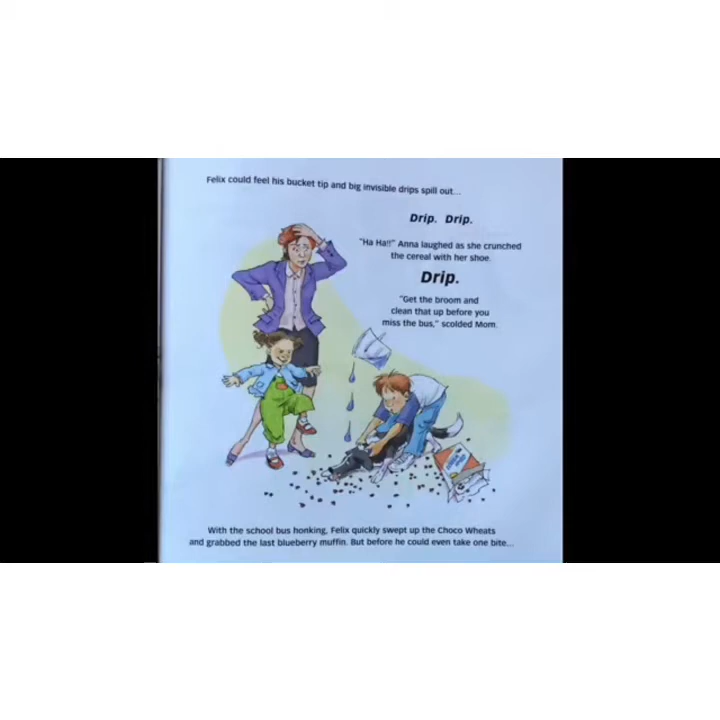 Felix could feel his bucket tip and big invisible drips spill out...
Drip. Drip.
"Ha Ha!!" Anna laughed as she crunched
the cereal with her shoe.
Drip.
"Get the broom and
clean that up before you
miss the bus," scolded Mom.
With the school bus honking, Felix quickly swept up the Choco Wheats
and grabbed the last blueberry muffin. But before he could even take one bite...